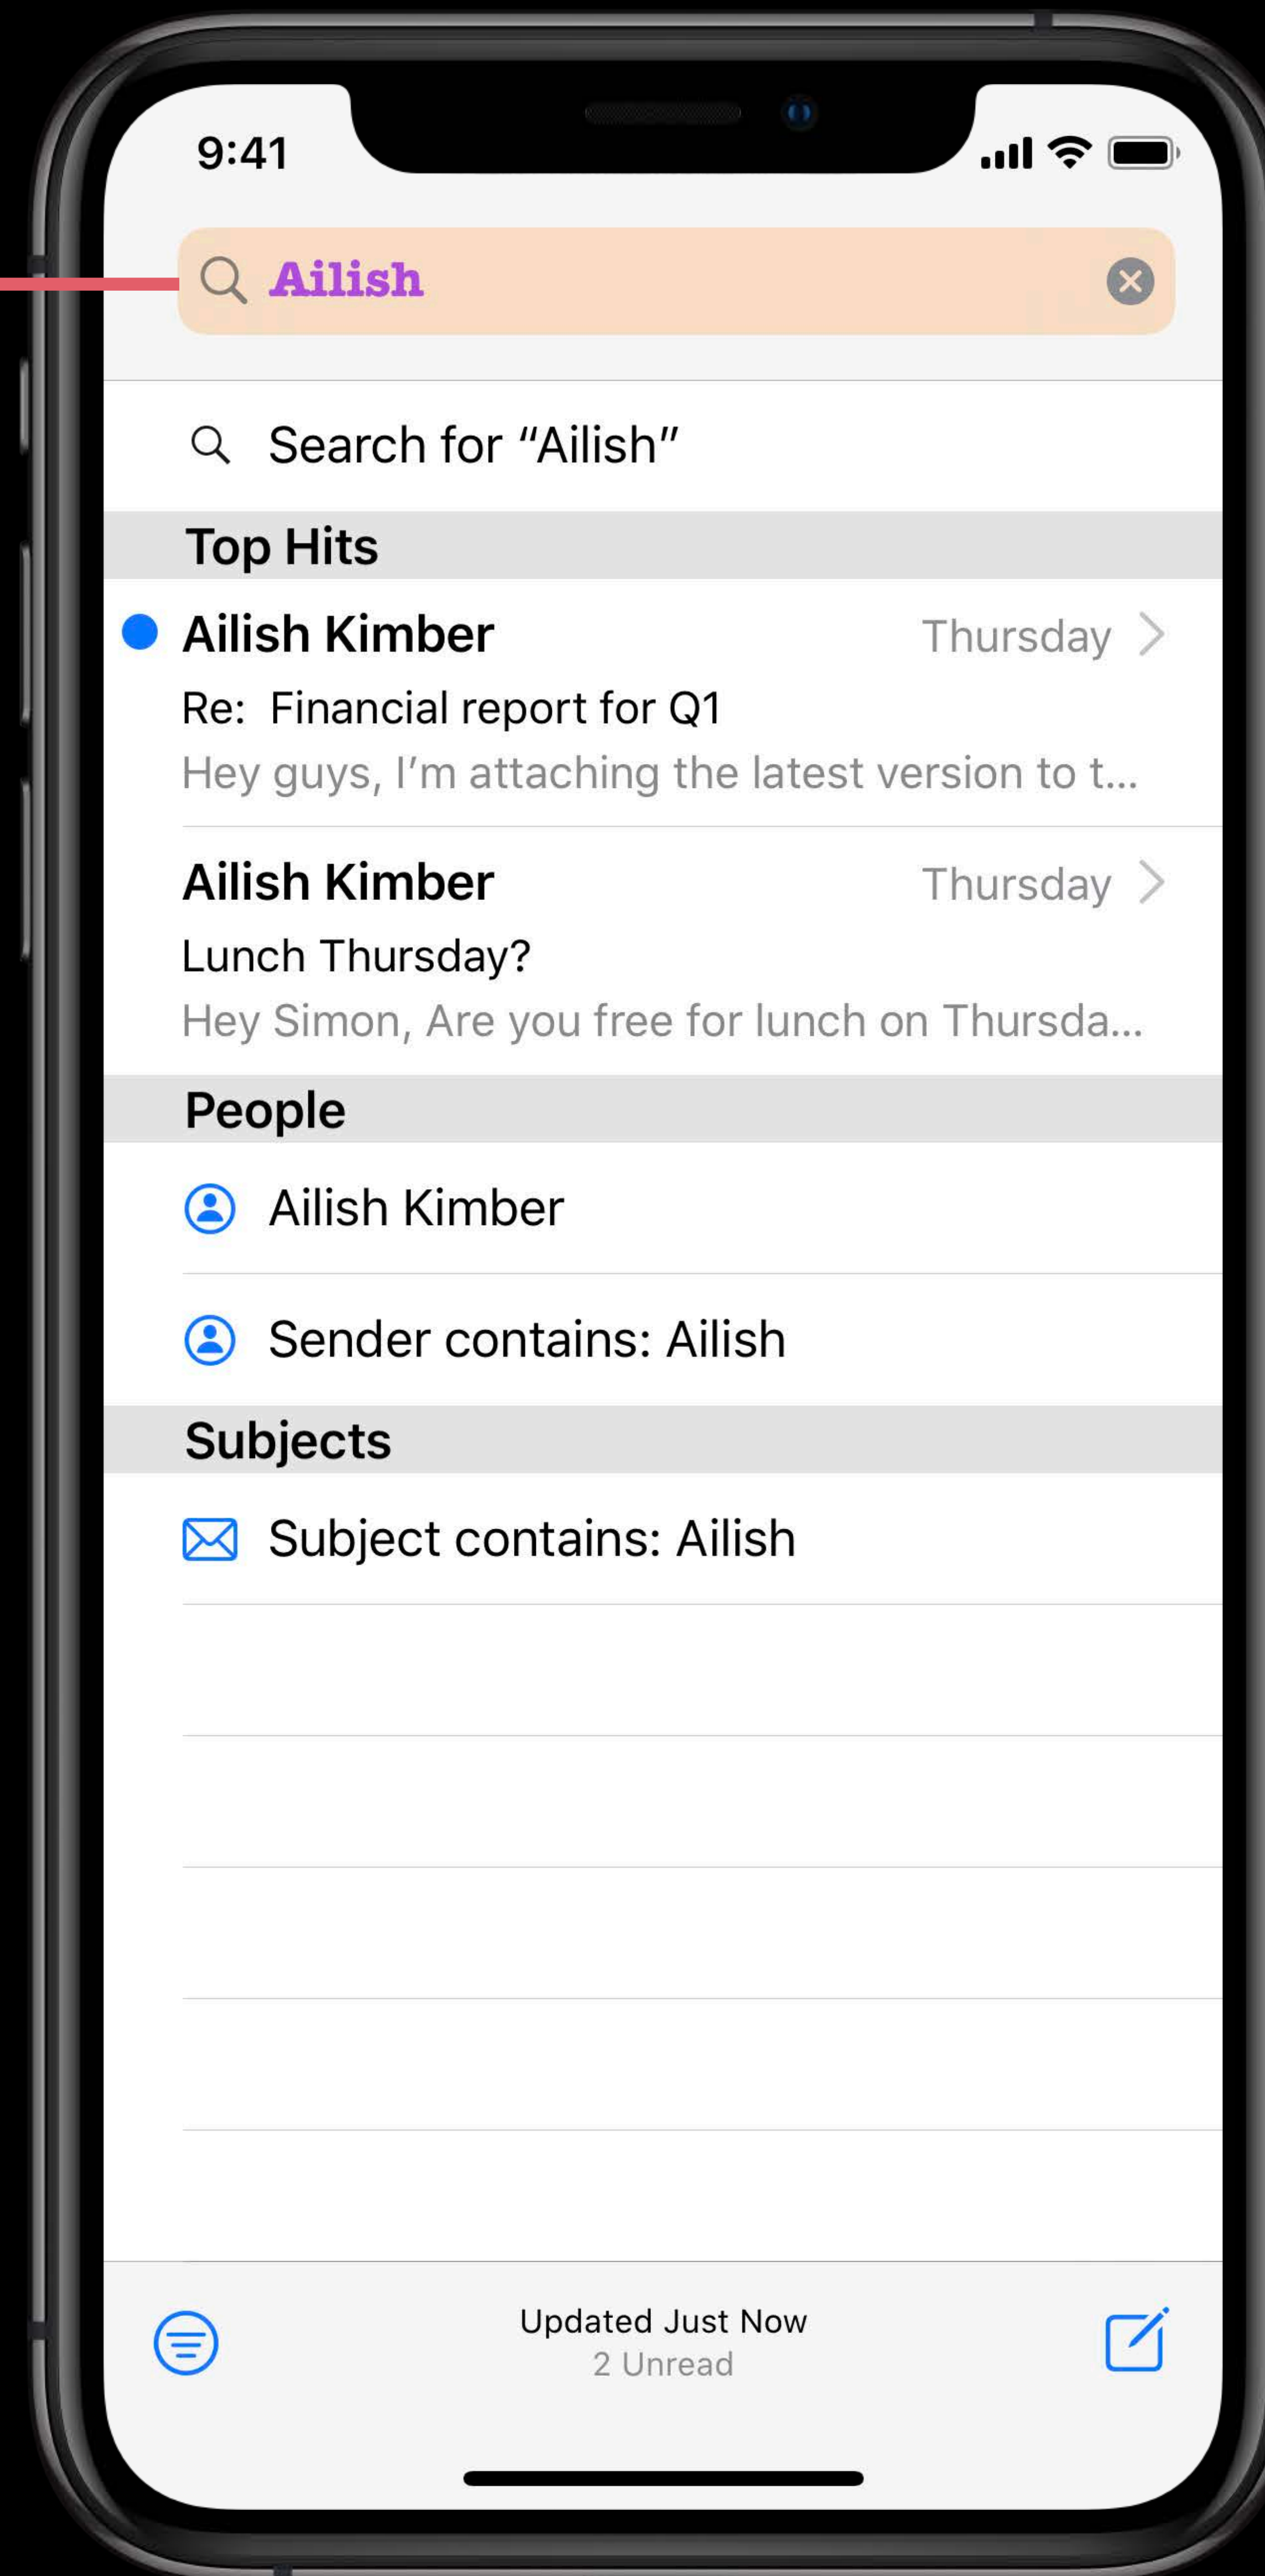 9:41
Ailish
Search for “Ailish”
Top Hits
Ailish Kimber Thursday
Re: Financial report for Q1
Hey guys, I’m attaching the latest version to t...
Ailish Kimber Thursday
Lunch Thursday?
Hey Simon, Are you free for lunch on Thursda...
People
Ailish Kimber
Sender contains: Ailish
Subjects
Subject contains: Ailish
Updated Just Now
2 Unread